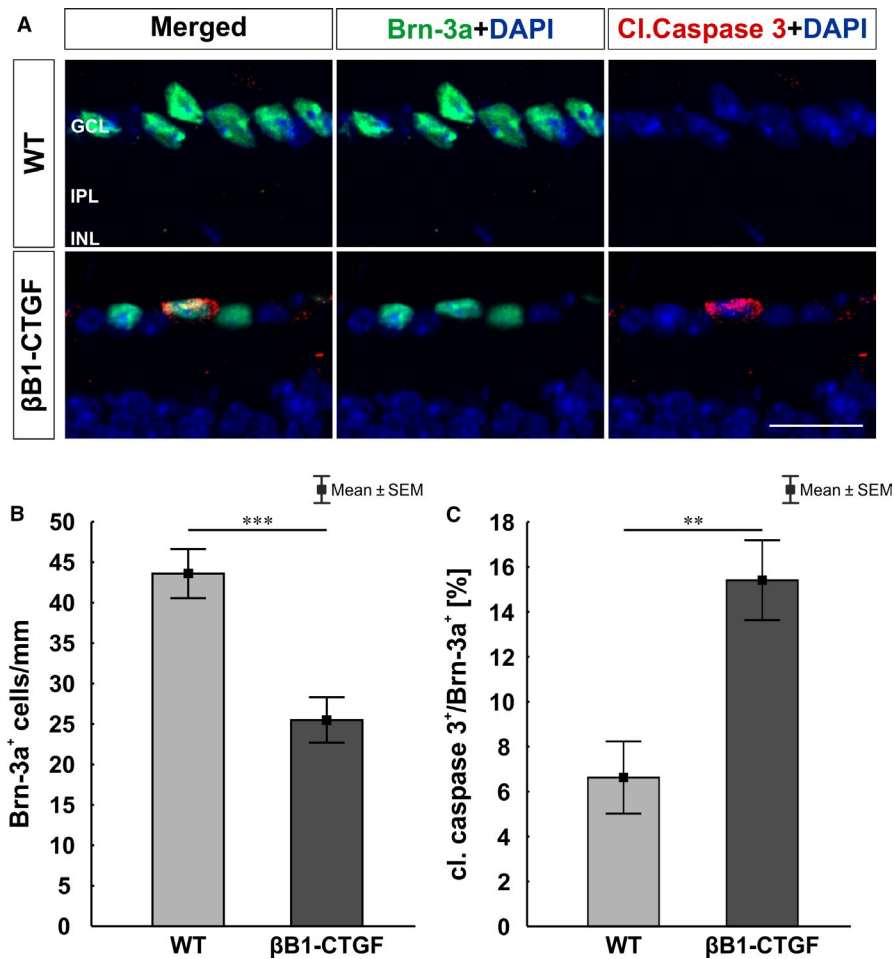 A
Merged
Brn-3a+DAPI
Cl.Caspase 3+DAPI
WT
GCL
IPL
INL
βB1-CTGF
B
Mean ± SEM
***
Brn-3a⁺ cells/mm
50
45
40
35
30
25
20
15
10
5
0
WT
βB1-CTGF
C
Mean ± SEM
**
cl. caspase 3⁺/Brn-3a⁺ [%]
18
16
14
12
10
8
6
4
2
0
WT
βB1-CTGF